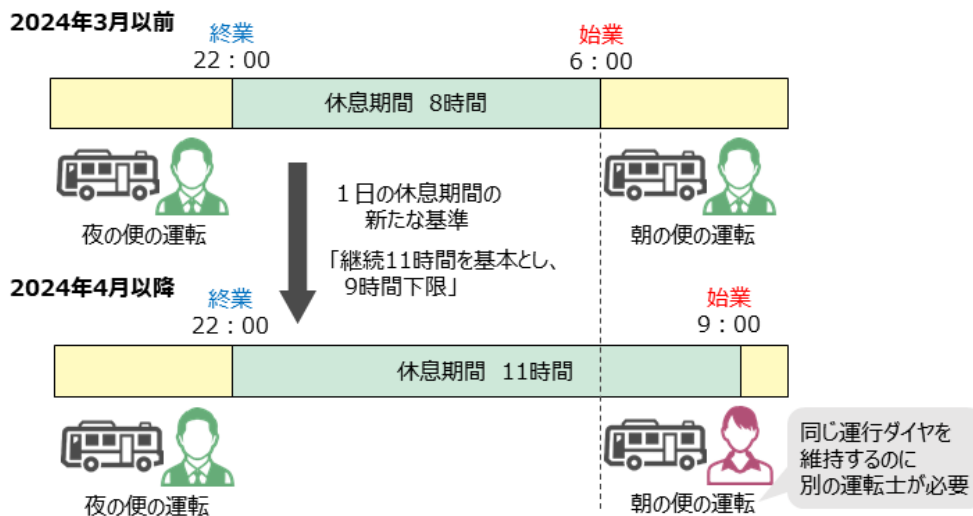 2024年3月以前
終業
22：00
始業
6：00
休息期間 8時間
夜の便の運転
朝の便の運転
１日の休息期間の
新たな基準
「継続11時間を基本とし、
9時間下限」
2024年4月以降
終業
22：00
始業
9：00
休息期間 11時間
夜の便の運転
朝の便の運転
同じ運行ダイヤを
維持するのに
別の運転士が必要